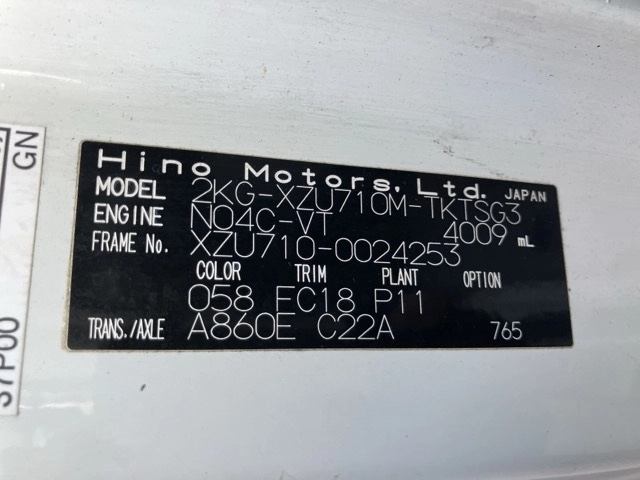 Hino Motors, Ltd. JAPAN
MODEL 2KG-XZU710M-TKTSG3
ENGINE N04C-VT 4009 mL
FRAME No. XZU710-0024253
COLOR TRIM PLANT OPTION
058 EC18 P11
TRANS./AXLE A860E C22A 765
GN
37P00